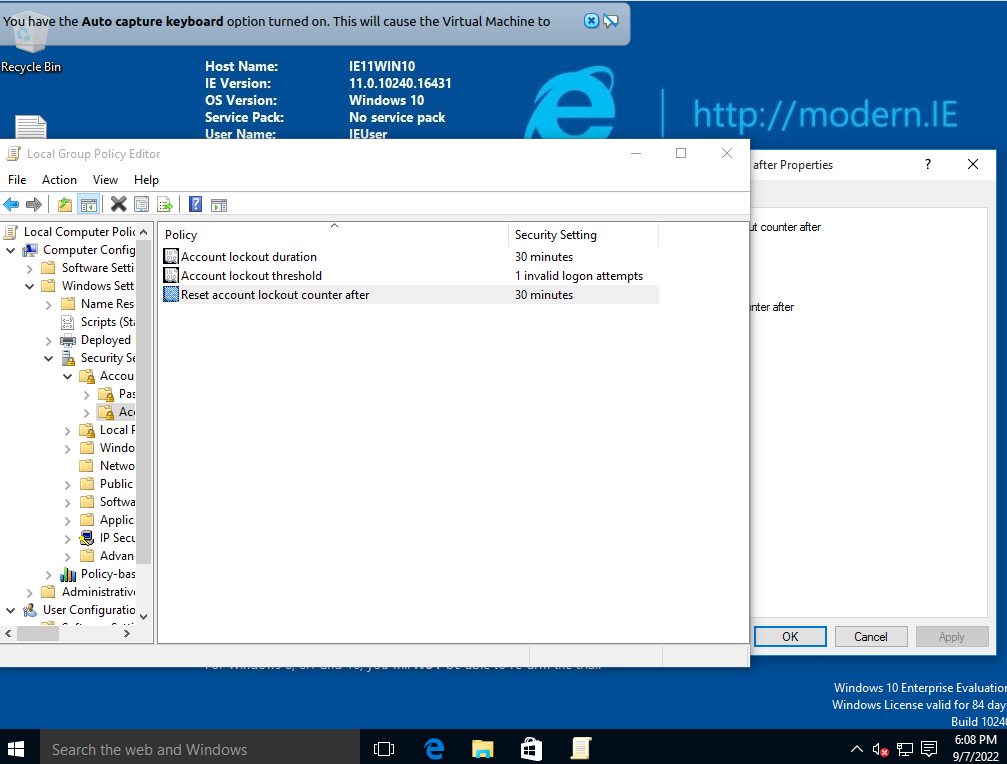 You have the Auto capture keyboard option turned on. This will cause the Virtual Machine to
Recycle Bin
Host Name: IE11WIN10
IE Version: 11.0.10240.16431
OS Version: Windows 10
Service Pack: No service pack
User Name: IEUser
http://modern.IE
Local Group Policy Editor
File Action View Help
after Properties
?
Local Computer Polic
Computer Config
Software Setti
Windows Sett
Name Res
Scripts (Sta
Deployed
Security Se
Accou
Pas
Acc
Local P
Windo
Netwo
Public
Softwa
Applic
IP Secu
Advan
Policy-bas
Administrative
User Configuratio
Policy Security Setting
Account lockout duration 30 minutes
Account lockout threshold 1 invalid logon attempts
Reset account lockout counter after 30 minutes
counter after
after
OK Cancel Apply
Windows 10 Enterprise Evaluation
Windows License valid for 84 day
Build 1024
Search the web and Windows
6:08 PM
9/7/2022